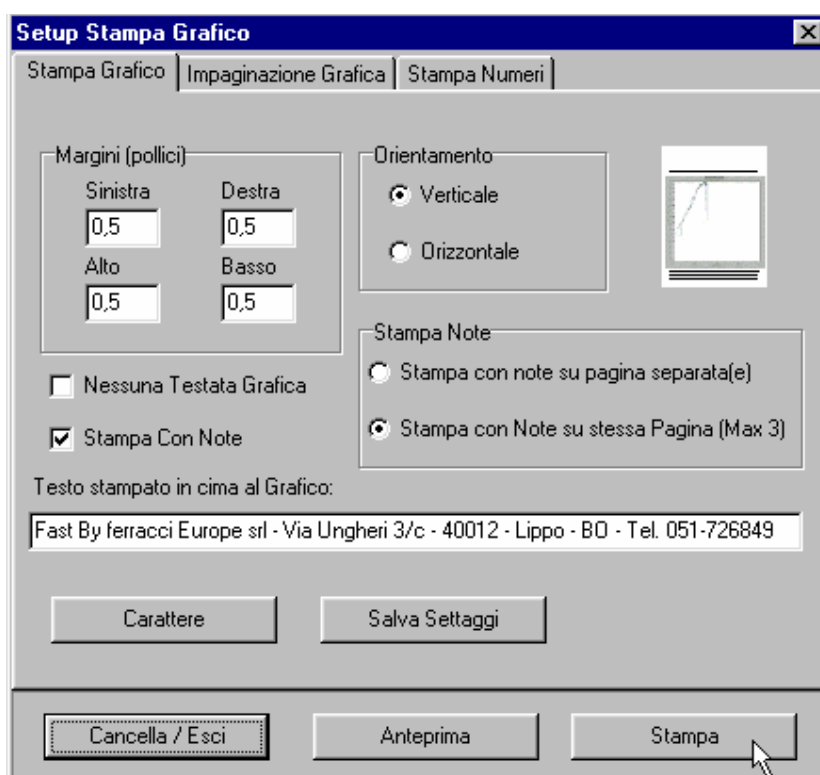 Setup Stampa Grafico
Stampa Grafico Impaginazione Grafica Stampa Numeri
Margini (pollici)
Sinistra Destra
0,5 0,5
Alto Basso
0,5 0,5
Orientamento
Verticale
Orizzontale
Stampa Note
Stampa con note su pagina separata(e)
Stampa con Note su stessa Pagina (Max 3)
Nessuna Testata Grafica
Stampa Con Note
Testo stampato in cima al Grafico:
Fast By ferracci Europe srl - Via Ungheri 3/c - 40012 - Lippo - BO - Tel. 051-726849
Carattere Salva Settaggi
Cancella / Esci Anteprima Stampa